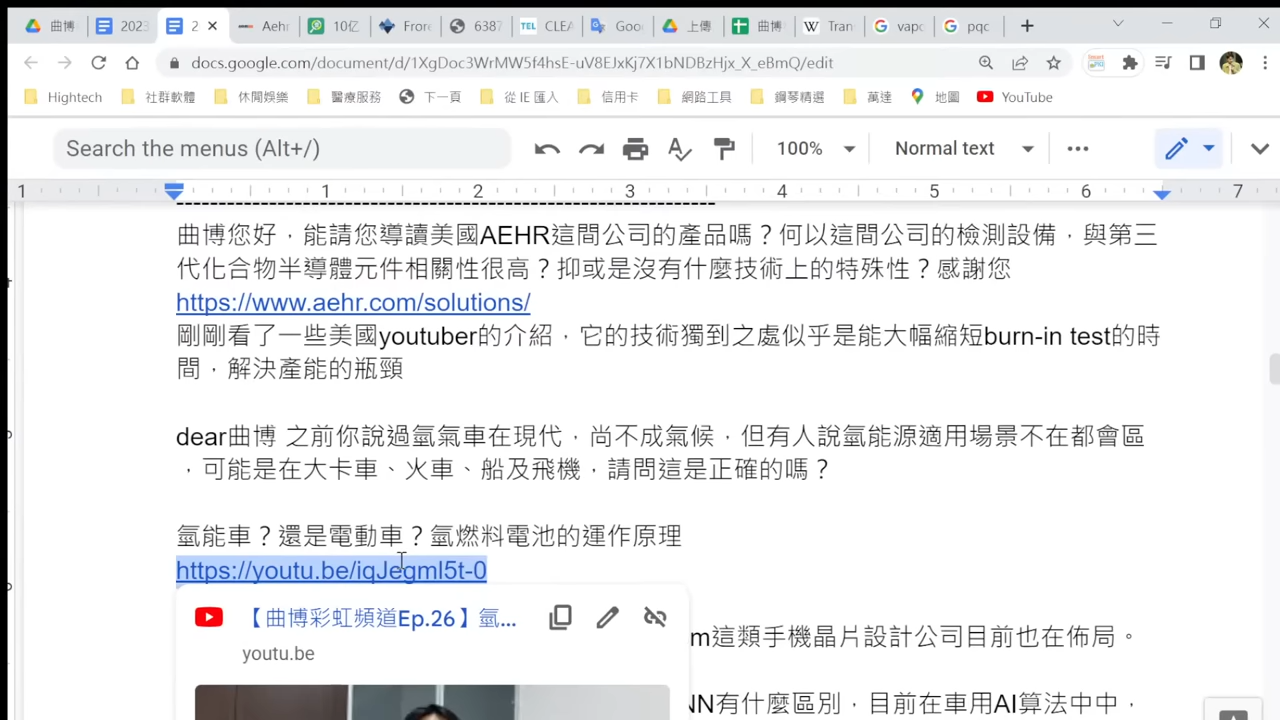 曲博
2023
2
Aehr
10亿
Frore
6387
TEL CLEA
Goo
上傳
曲博
W Tran
G vapc
G pqc
docs.google.com/document/d/1XgDoc3WrMW5f4hsE-uV8EJxKj7X1bNDBzHjx_X_eBmQ/edit
Hightech 社群軟體 休閒娛樂 醫療服務 下一頁 從 IE 匯入 信用卡 網路工具 鋼琴精選 萬達 地圖 YouTube
Search the menus (Alt+/) 100% Normal text
1 1 2 3 4 5 6 7
曲博您好，能請您導讀美國AEHR這間公司的產品嗎？何以這間公司的檢測設備，與第三
代化合物半導體元件相關性很高？抑或是沒有什麼技術上的特殊性？感謝您
https://www.aehr.com/solutions/
剛剛看了一些美國youtuber的介紹，它的技術獨到之處似乎是能大幅縮短burn-in test的時
間，解決產能的瓶頸
dear曲博 之前你說過氫氣車在現代，尚不成氣候，但有人說氫能源適用場景不在都會區
，可能是在大卡車、火車、船及飛機，請問這是正確的嗎？
氫能車？還是電動車？氫燃料電池的運作原理
https://youtu.be/iqJegml5t-0
【曲博彩虹頻道Ep.26】氫...
youtu.be
m這類手機晶片設計公司目前也在佈局。
NN有什麼區別，目前在車用AI算法中中，